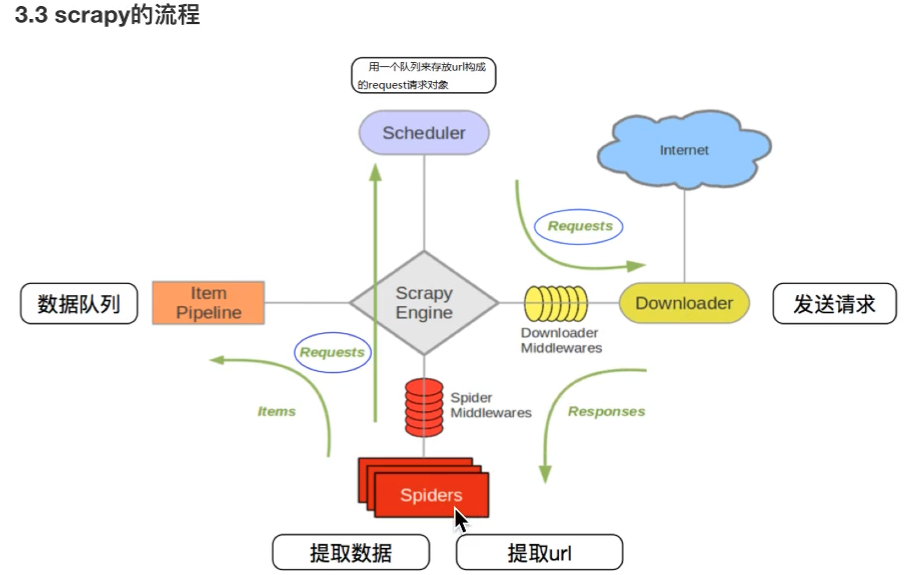 3.3 scrapy的流程
用一个队列来存放url构成
的request请求对象
Scheduler
Internet
Requests
数据队列
Item
Pipeline
Scrapy
Engine
Downloader
发送请求
Downloader
Middlewares
Requests
Items
Spider
Middlewares
Responses
Spiders
提取数据
提取url